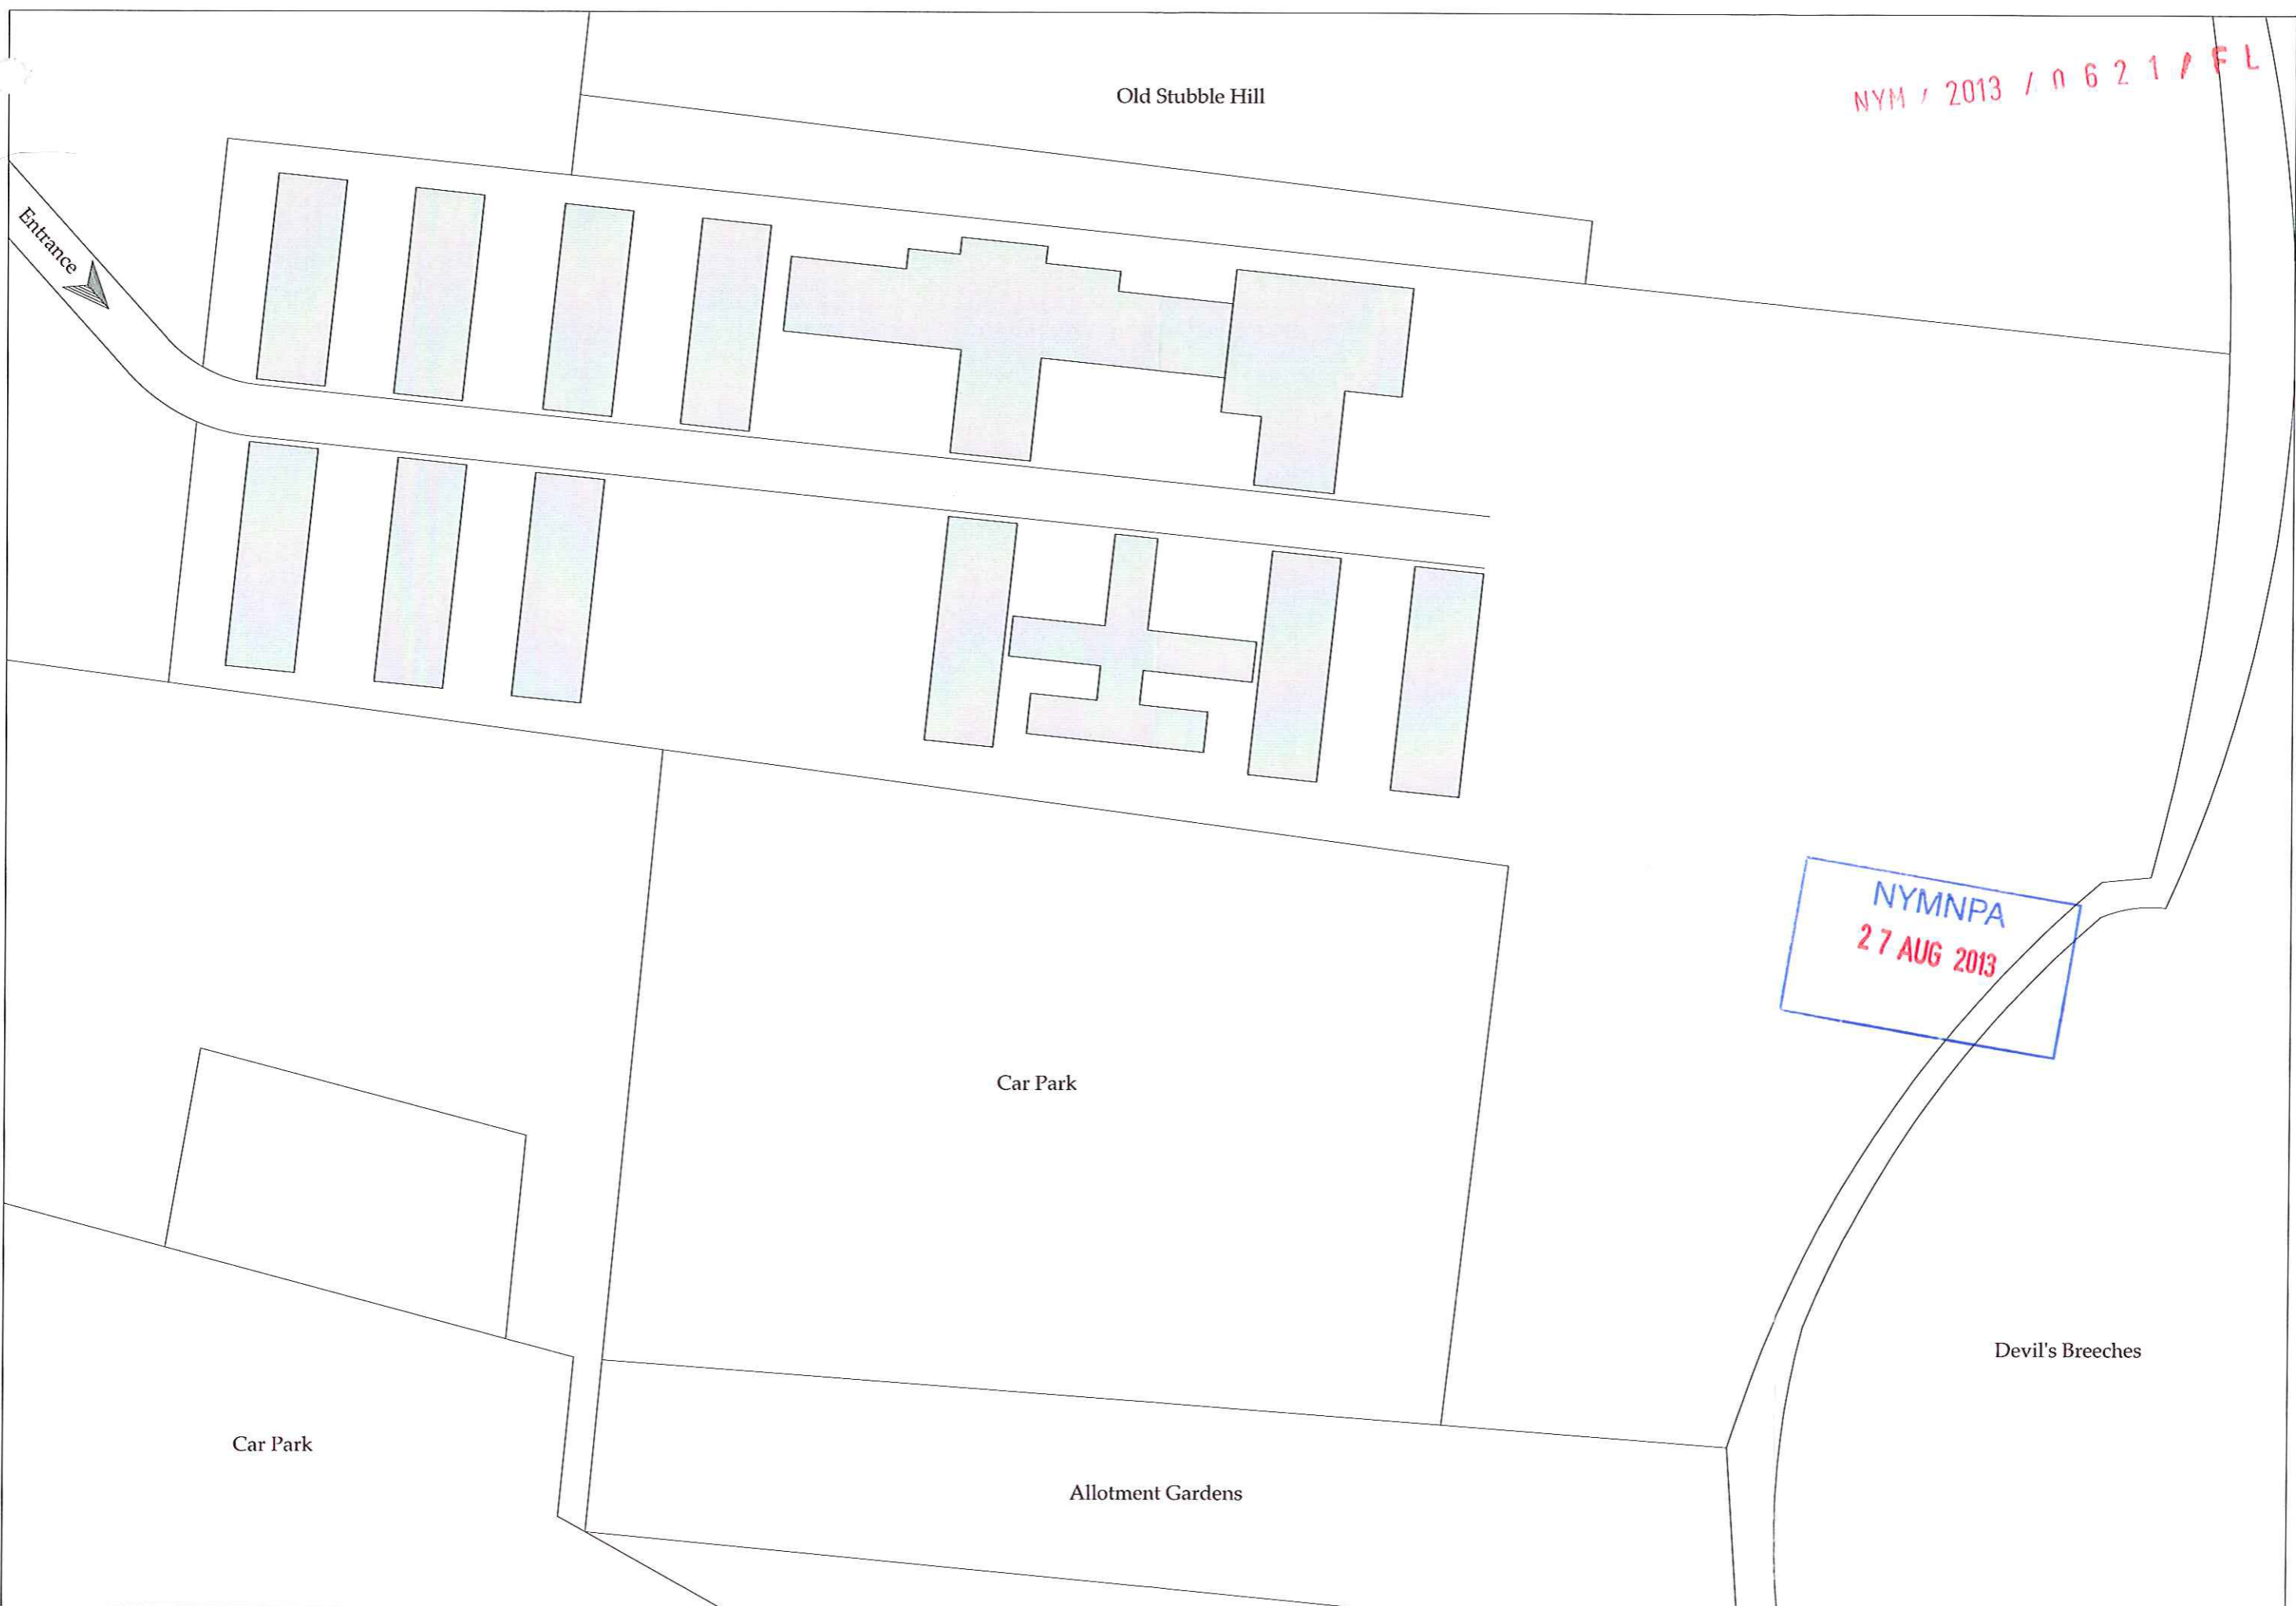 Old Stubble Hill
NYM / 2013 / 0 6 2 1 / F L
Entrance
NYMNPA
27 AUG 2013
Car Park
Devil's Breeches
Car Park
Allotment Gardens